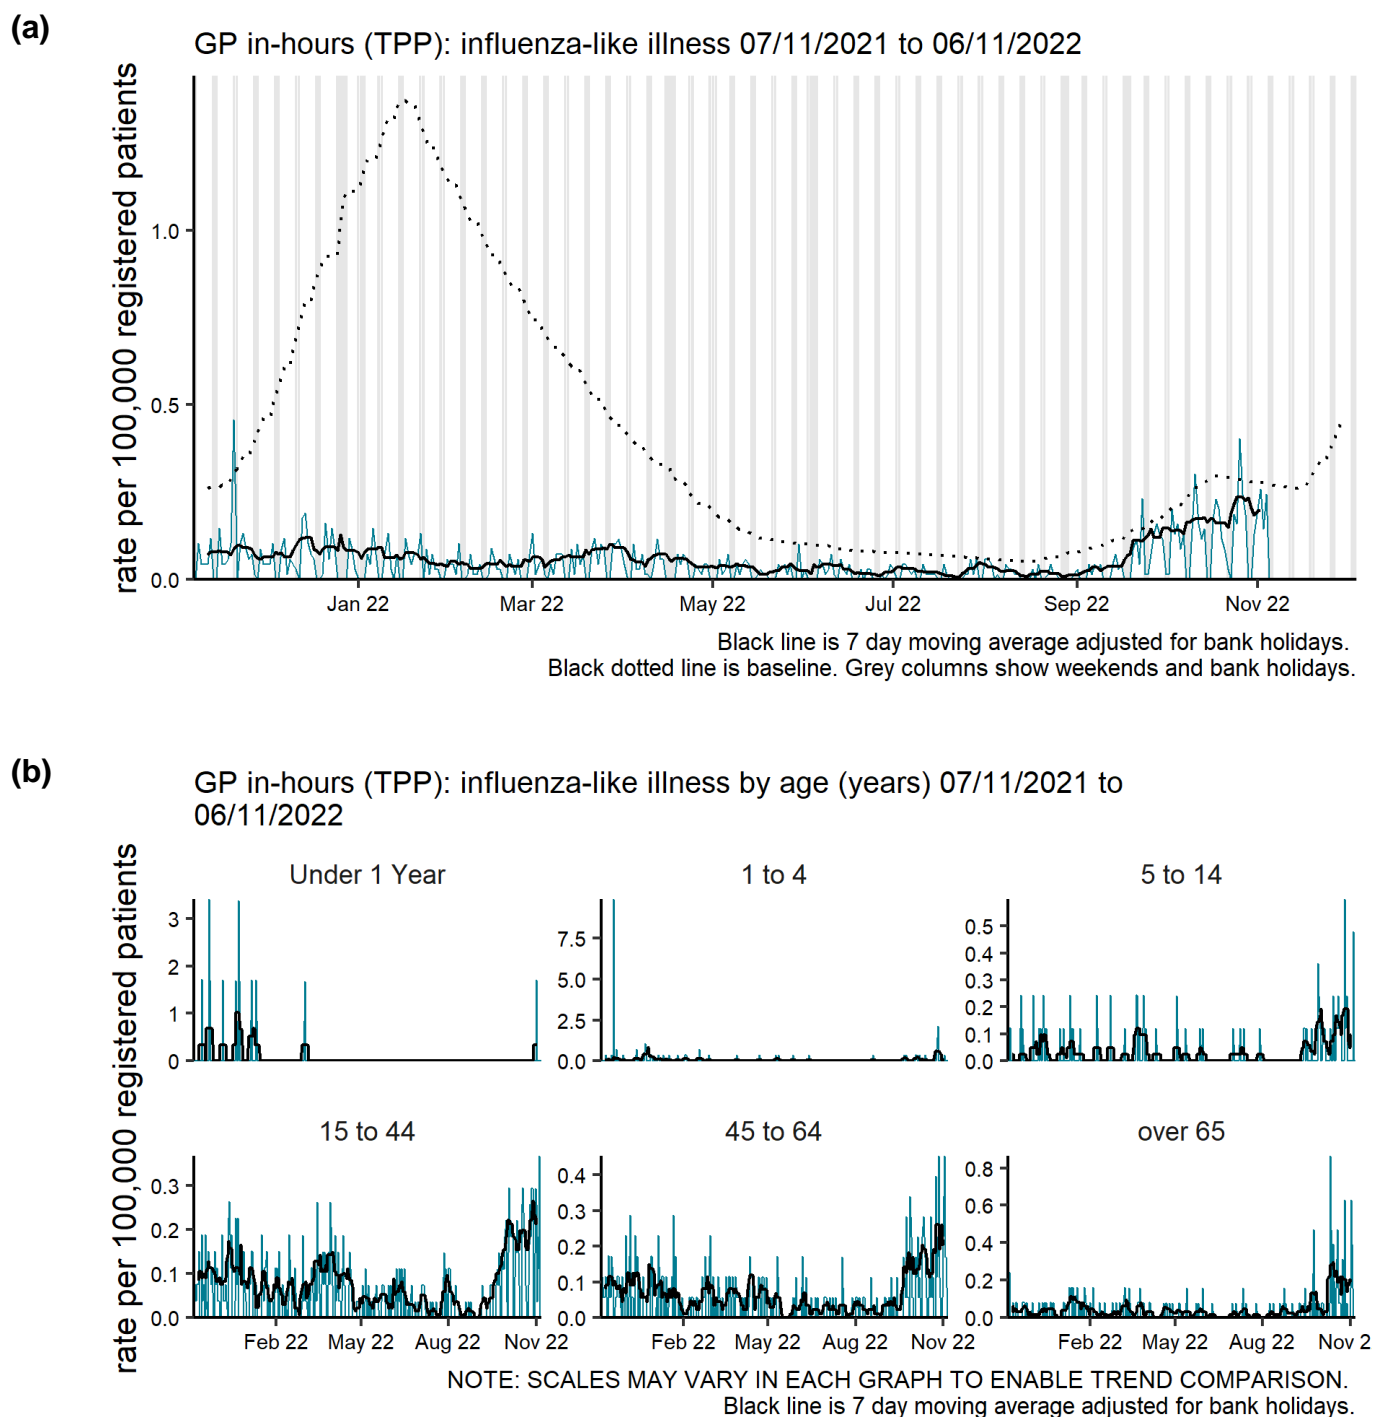 (a)
GP in-hours (TPP): influenza-like illness 07/11/2021 to 06/11/2022
rate per 100,000 registered patients
1.0
0.5
0.0
Jan 22 Mar 22 May 22 Jul 22 Sep 22 Nov 22
Black line is 7 day moving average adjusted for bank holidays.
Black dotted line is baseline. Grey columns show weekends and bank holidays.
(b)
GP in-hours (TPP): influenza-like illness by age (years) 07/11/2021 to
06/11/2022
rate per 100,000 registered patients
Under 1 Year
3
2
1
0
1 to 4
7.5
5.0
2.5
0.0
5 to 14
0.5
0.4
0.3
0.2
0.1
0.0
15 to 44
0.3
0.2
0.1
0.0
Feb 22 May 22 Aug 22 Nov 22
45 to 64
0.4
0.3
0.2
0.1
0.0
Feb 22 May 22 Aug 22 Nov 22
over 65
0.8
0.6
0.4
0.2
0.0
Feb 22 May 22 Aug 22 Nov 2
NOTE: SCALES MAY VARY IN EACH GRAPH TO ENABLE TREND COMPARISON.
Black line is 7 day moving average adjusted for bank holidays.